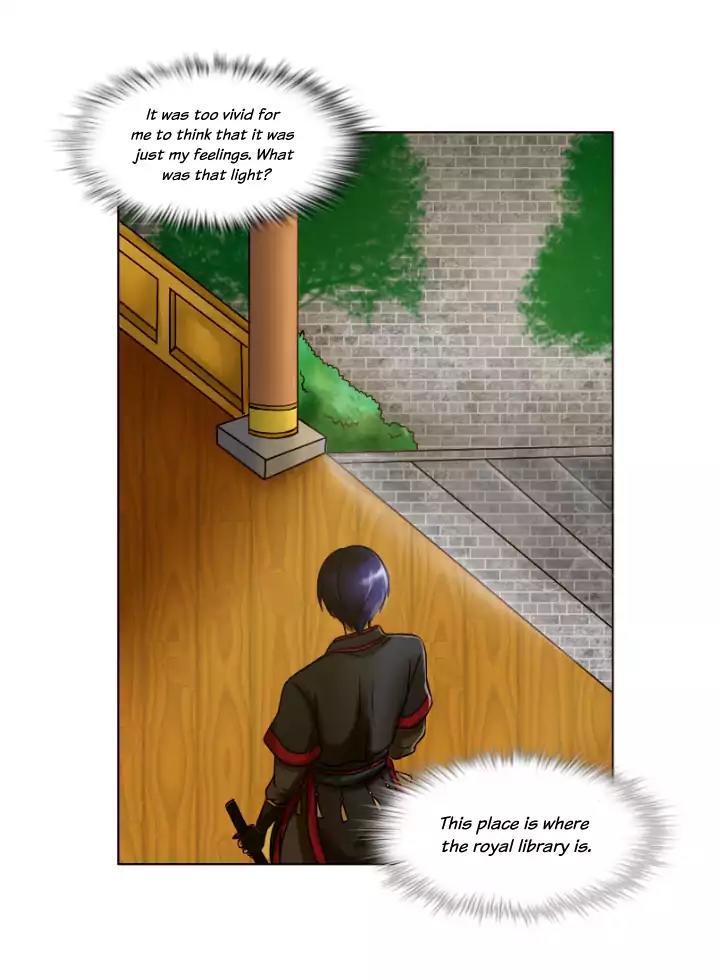 It was too vivid for
me to think that it was
just my feelings. What
was that light?
This place is where
the royal library is.